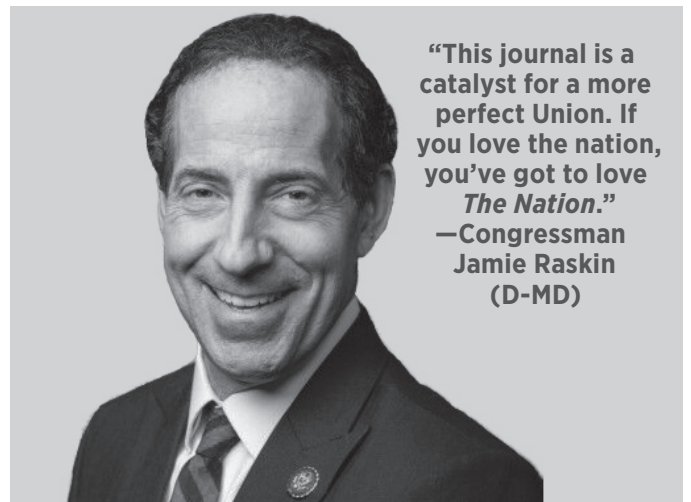 “This journal is a
catalyst for a more
perfect Union. If
you love the nation,
you’ve got to love
The Nation.”
—Congressman
Jamie Raskin
(D-MD)